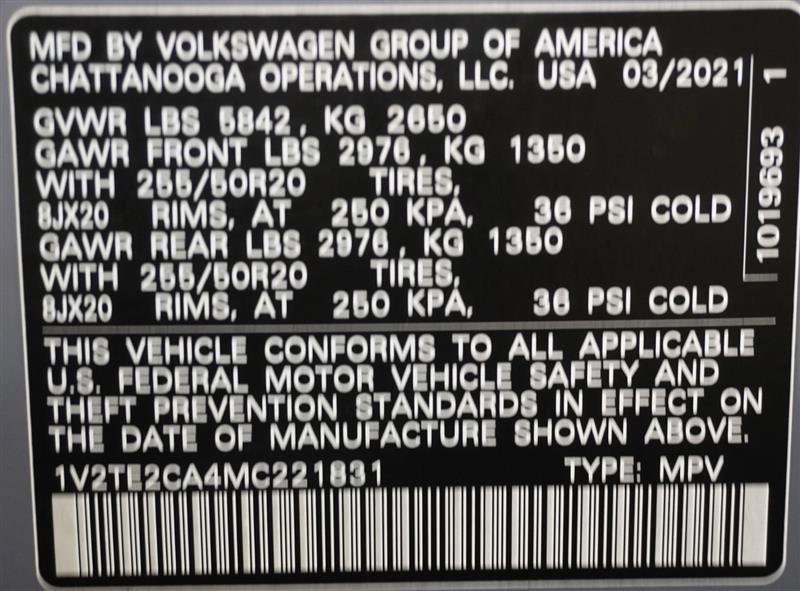 MFD BY VOLKSWAGEN GROUP OF AMERICA
CHATTANOOGA OPERATIONS, LLC. USA 03/2021
GVWR LBS 5842, KG 2650
GAWR FRONT LBS 2976, KG 1350
WITH 255/50R20 TIRES,
8JX20 RIMS, AT 250 KPA, 36 PSI COLD
GAWR REAR LBS 2976, KG 1350
WITH 255/50R20 TIRES,
8JX20 RIMS, AT 250 KPA, 36 PSI COLD
1019693 1
THIS VEHICLE CONFORMS TO ALL APPLICABLE
U.S. FEDERAL MOTOR VEHICLE SAFETY AND
THEFT PREVENTION STANDARDS IN EFFECT ON
THE DATE OF MANUFACTURE SHOWN ABOVE.
1V2TE2CA4MC221831 TYPE: MPV